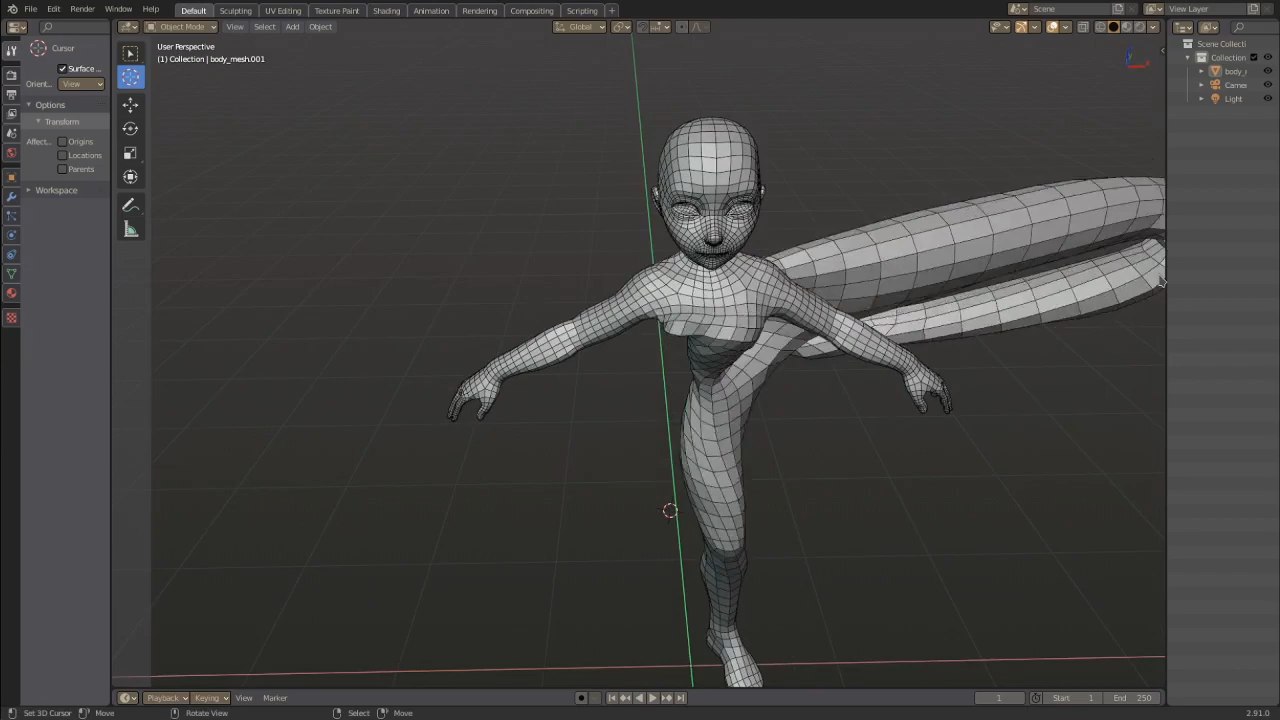 File Edit Render Window Help
Default Sculpting UV Editing Texture Paint Shading Animation Rendering Compositing Scripting +
Scene View Layer
Object Mode View Select Add Object Global
Cursor
Surface ...
Orient... View
Options
Transform
Affect... Origins
Locations
Parents
Workspace
User Perspective
(1) Collection | body_mesh.001
Scene Collecti
Collection
body_
Camer
Light
Playback Keying View Marker
1 Start 1 End 250
Set 3D Cursor Move Rotate View Select Move 2.91.0